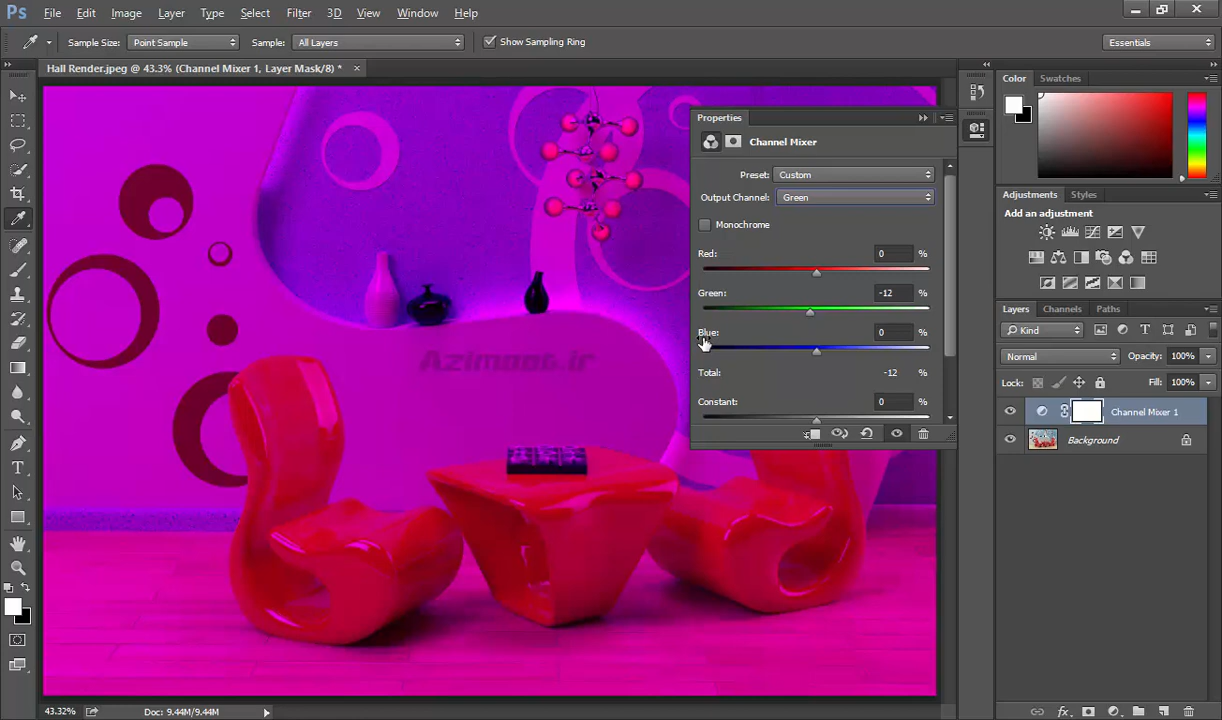 Ps File Edit Image Layer Type Select Filter 3D View Window Help
Sample Size: Point Sample Sample: All Layers Show Sampling Ring Essentials
Hall Render.jpeg @ 43.3% (Channel Mixer 1, Layer Mask/8) * ×
Azimoot.ir
Properties
Channel Mixer
Preset: Custom
Output Channel: Green
Monochrome
Red: 0 %
Green: -12 %
Blue: 0 %
Total: -12 %
Constant: 0 %
Color Swatches
Adjustments Styles
Add an adjustment
Layers Channels Paths
Kind
Normal Opacity: 100%
Lock: Fill: 100%
Channel Mixer 1
Background
fx
43.32% Doc: 9.44M/9.44M